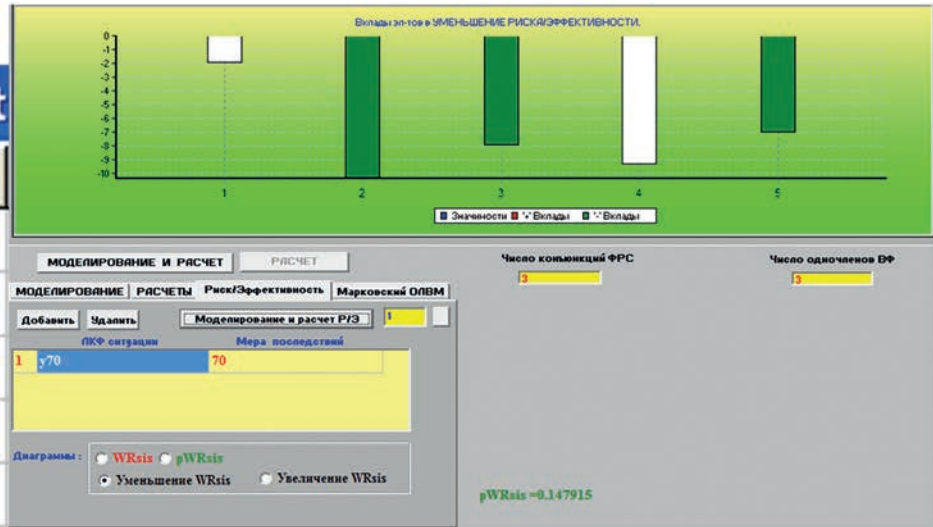 Вклады эл-тов в УМЕНЬШЕНИЕ РИСКА/ЭФФЕКТИВНОСТИ.
0
-1
-2
-3
-4
-5
-6
-7
-8
-9
-10
1 2 3 4 5
Значимости "+" Вклады "-" Вклады
МОДЕЛИРОВАНИЕ И РАСЧЕТ РАСЧЕТ
Число конъюнкций ФРС Число одночленов ВФ
3 3
МОДЕЛИРОВАНИЕ РАСЧЕТЫ Риск/Эффективность Марковский ОЛВМ
Добавить Удалить Моделирование и расчет Р/Э 1
ЛКФ ситуации Мера последствий
1 y70 70
Диаграммы : WRsis pWRsis
Уменьшение WRsis Увеличение WRsis
pWRsis =0.147915